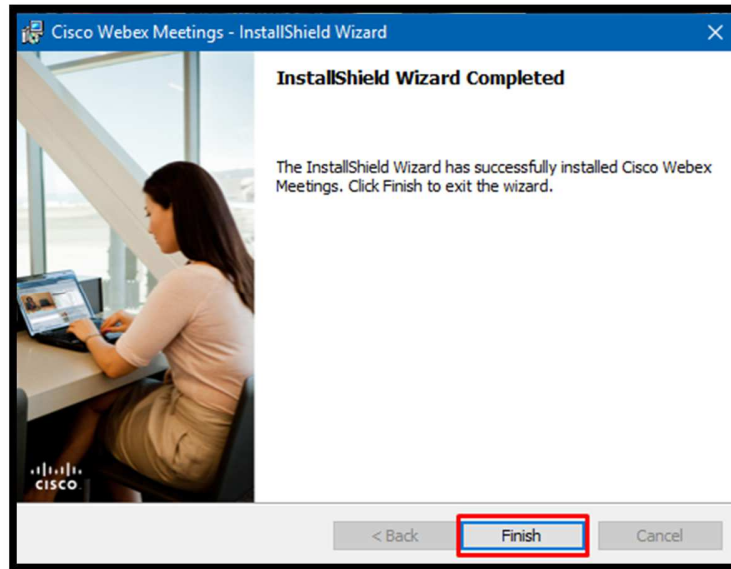 Cisco Webex Meetings - InstallShield Wizard
InstallShield Wizard Completed
The InstallShield Wizard has successfully installed Cisco Webex
Meetings. Click Finish to exit the wizard.
CISCO
< Back
Finish
Cancel